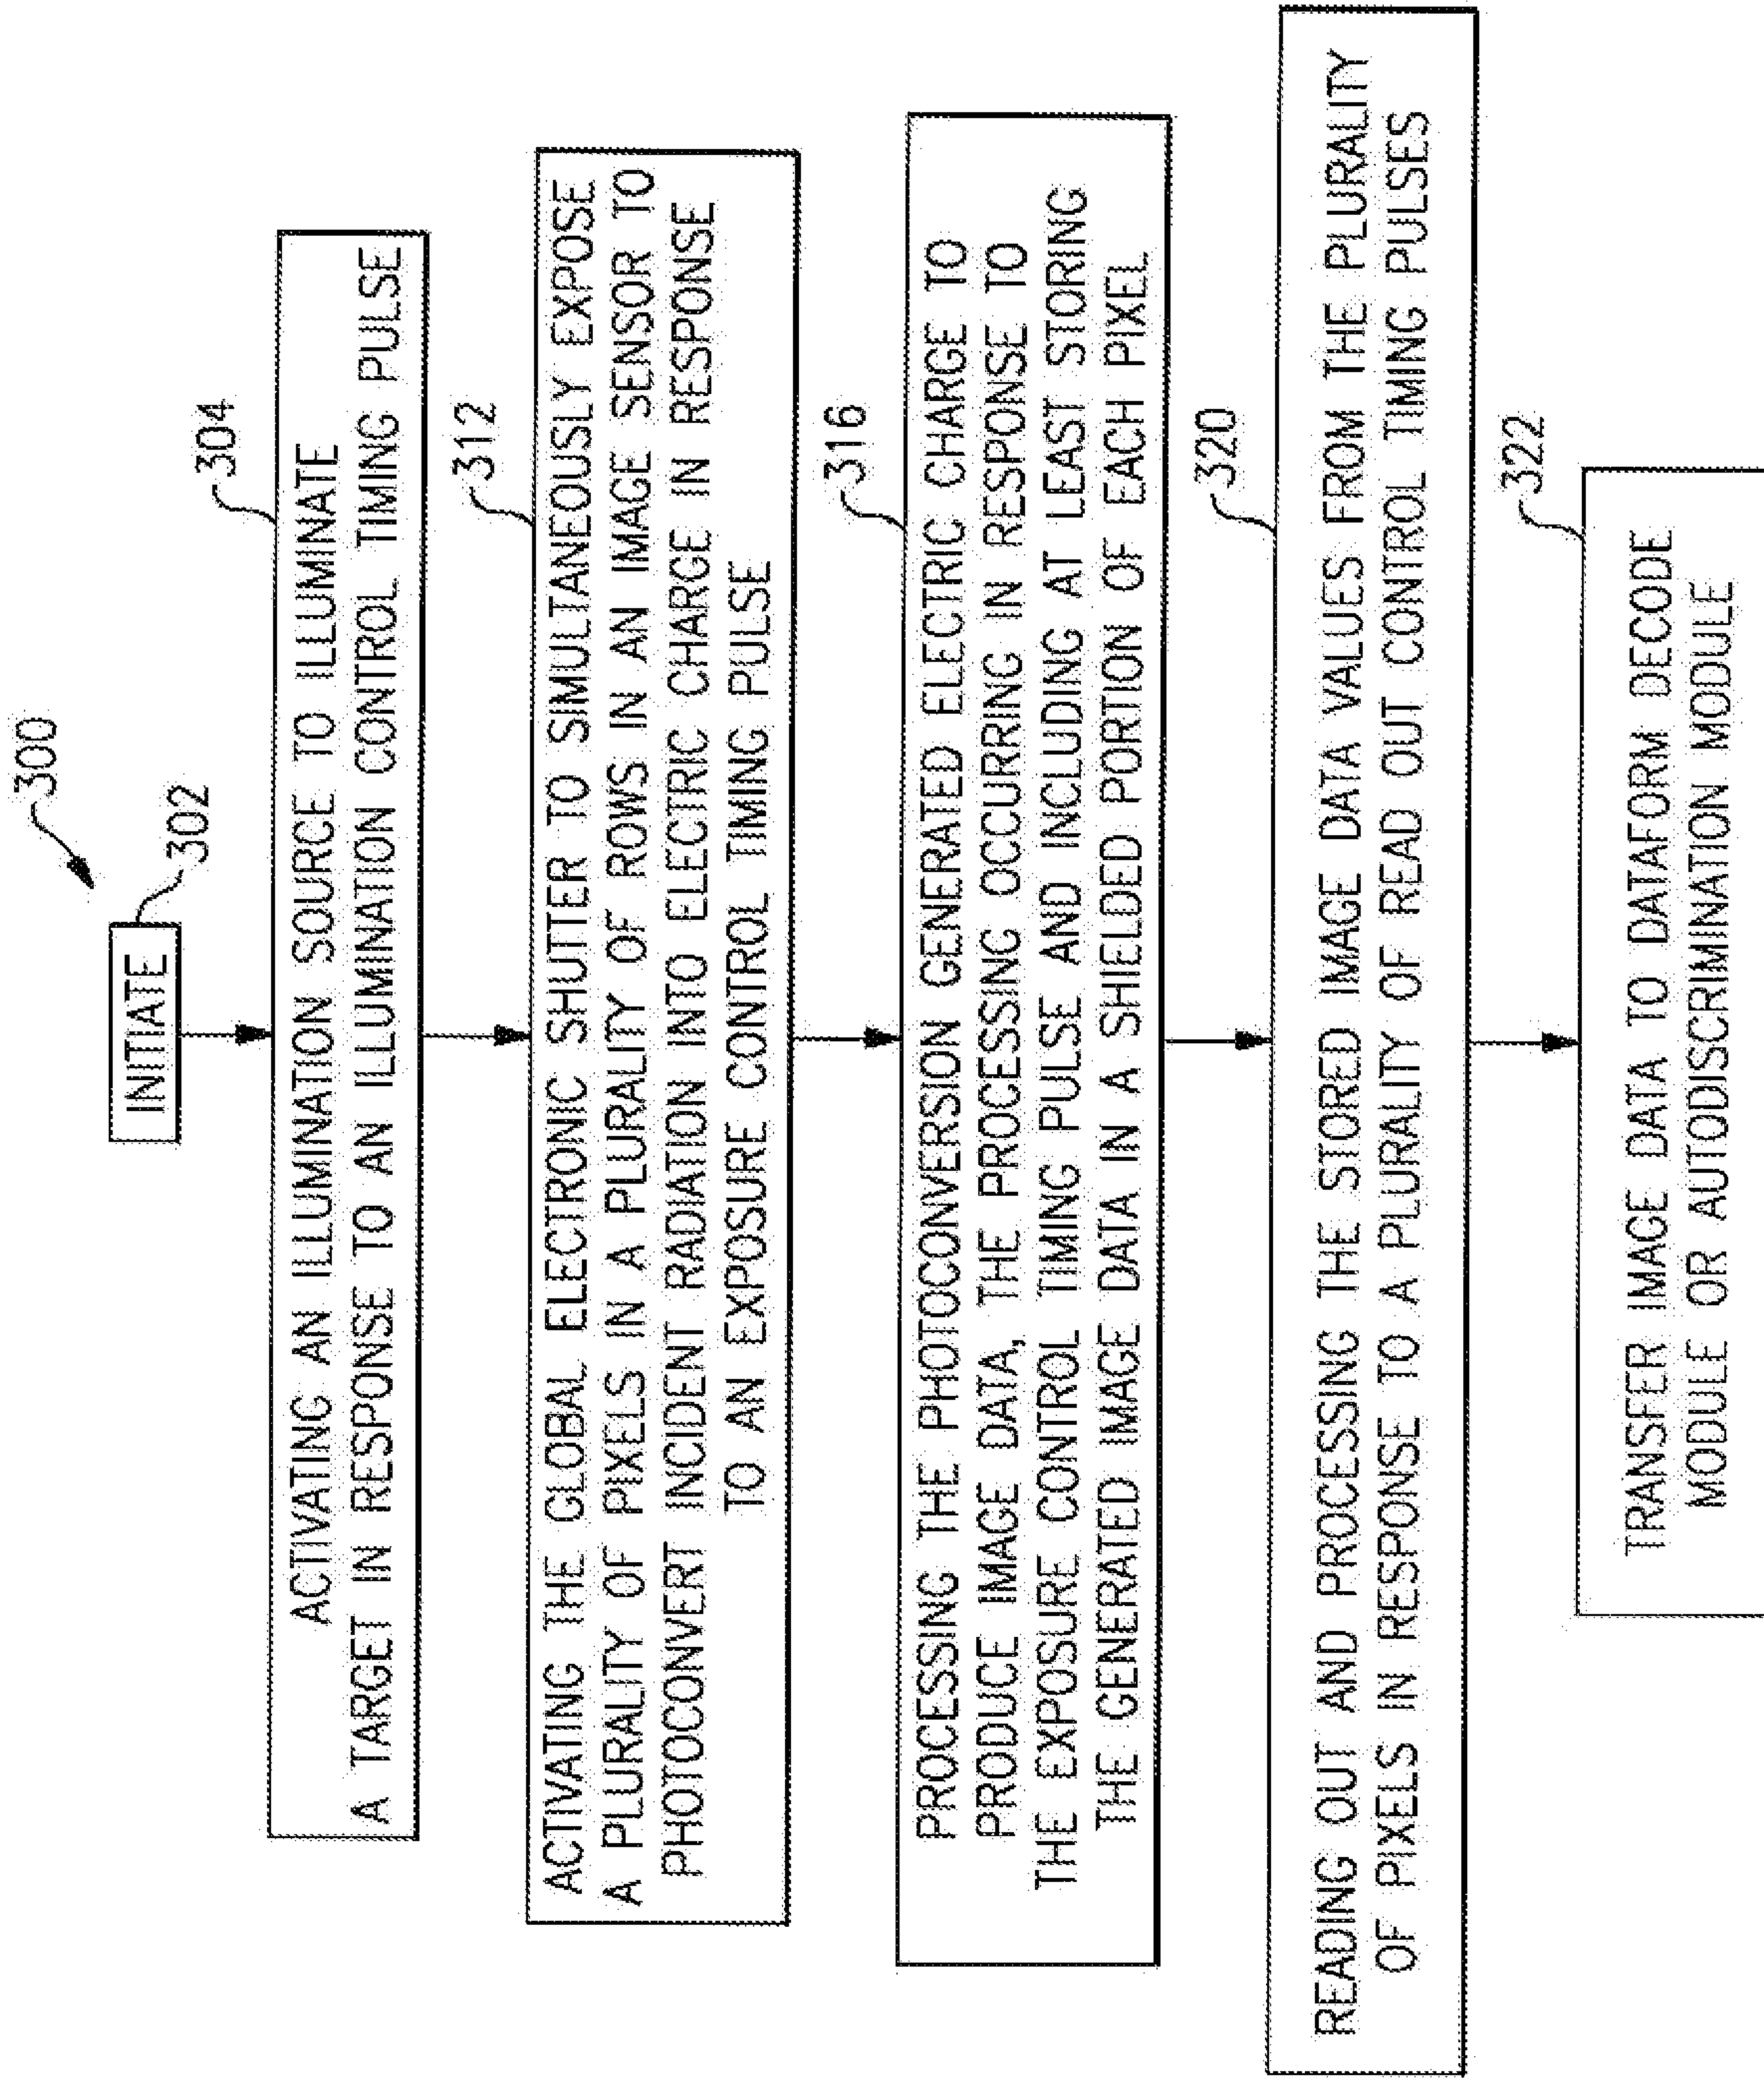 300
302
INITIATE
304
ACTIVATING AN ILLUMINATION SOURCE TO ILLUMINATE
A TARGET IN RESPONSE TO AN ILLUMINATION CONTROL TIMING PULSE
312
ACTIVATING THE GLOBAL ELECTRONIC SHUTTER TO SIMULTANEOUSLY EXPOSE
A PLURALITY OF PIXELS IN A PLURALITY OF ROWS IN AN IMAGE SENSOR TO
PHOTOCONVERT INCIDENT RADIATION INTO ELECTRIC CHARGE IN RESPONSE
TO AN EXPOSURE CONTROL TIMING PULSE
316
PROCESSING THE PHOTOCONVERSION GENERATED ELECTRIC CHARGE TO
PRODUCE IMAGE DATA, THE PROCESSING OCCURRING IN RESPONSE TO
THE EXPOSURE CONTROL TIMING PULSE AND INCLUDING AT LEAST STORING
THE GENERATED IMAGE DATA IN A SHIELDED PORTION OF EACH PIXEL
320
READING OUT AND PROCESSING THE STORED IMAGE DATA VALUES FROM THE PLURALITY
OF PIXELS IN RESPONSE TO A PLURALITY OF READ OUT CONTROL TIMING PULSES
322
TRANSFER IMAGE DATA TO DATAFORM DECODE
MODULE OR AUTODISCRIMINATION MODULE